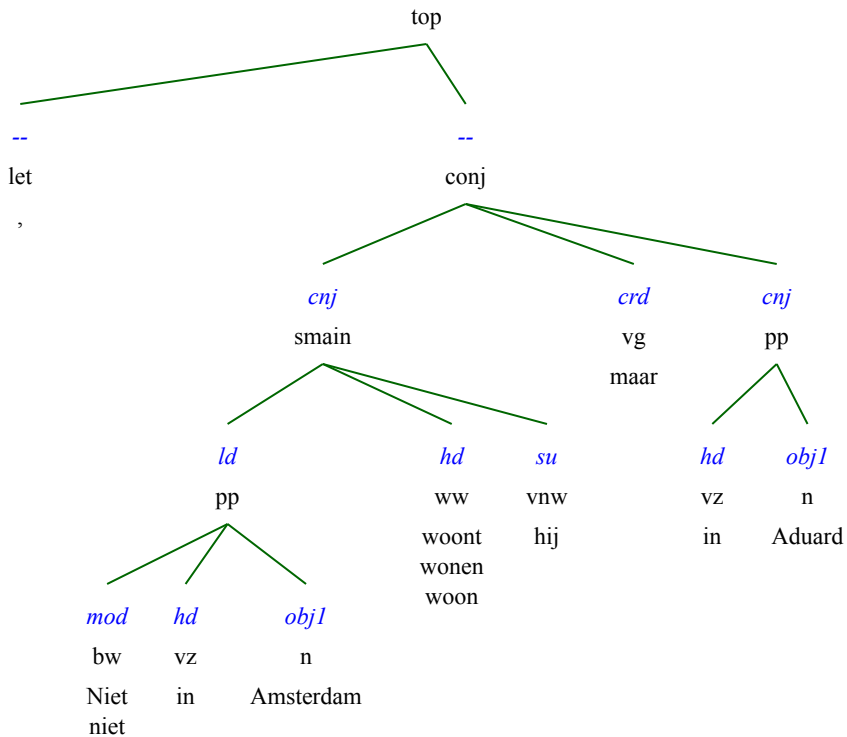 top
-- --
let conj
,
cnj crd cnj
smain vg pp
maar
ld hd su hd obj1
pp ww vnw vz n
woont hij in Aduard
wonen
woon
mod hd obj1
bw vz n
Niet in Amsterdam
niet